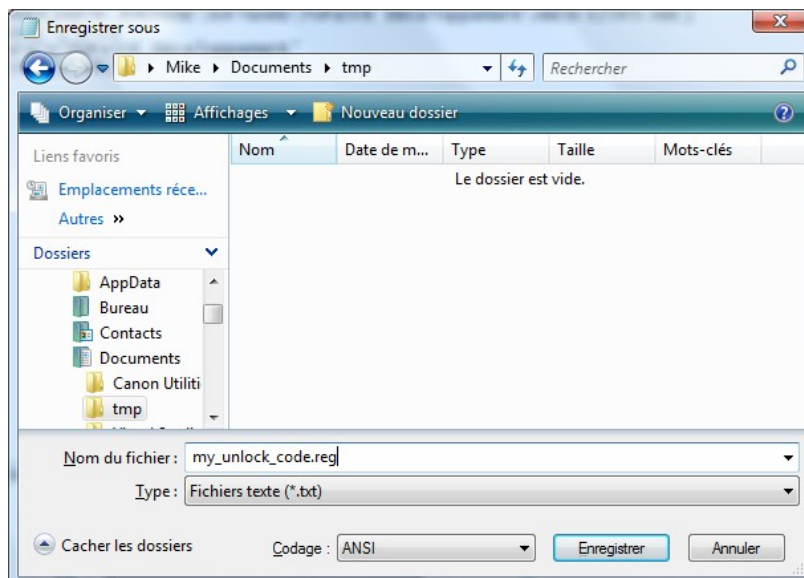 Enregistrer sous
Mike Documents tmp Rechercher
Organiser Affichages Nouveau dossier ?
Liens favoris
Emplacements réce...
Autres »
Dossiers
AppData
Bureau
Contacts
Documents
Canon Utiliti
tmp
Nom Date de m... Type Taille Mots-clés
Le dossier est vide.
Nom du fichier : my_unlock_code.reg
Type : Fichiers texte (*.txt)
Cacher les dossiers Codage : ANSI Enregistrer Annuler